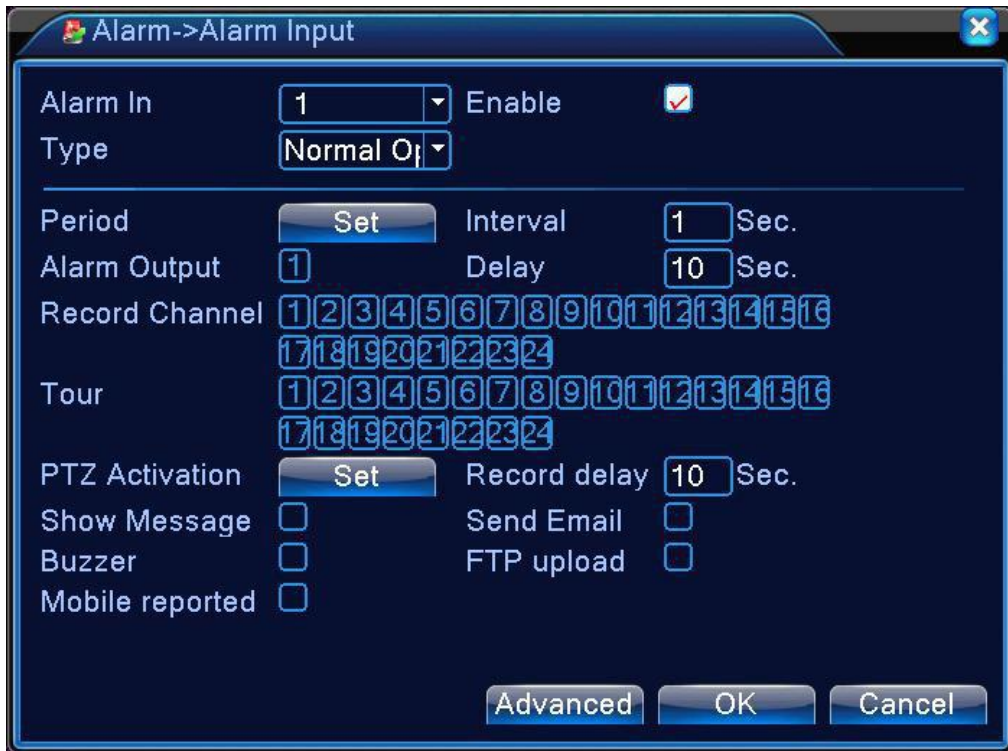 Alarm->Alarm Input
Alarm In 1 Enable
Type Normal Op
Period Set Interval 1 Sec.
Alarm Output 1 Delay 10 Sec.
Record Channel 1 2 3 4 5 6 7 8 9 10 11 12 13 14 15 16
17 18 19 20 21 22 23 24
Tour 1 2 3 4 5 6 7 8 9 10 11 12 13 14 15 16
17 18 19 20 21 22 23 24
PTZ Activation Set Record delay 10 Sec.
Show Message Send Email
Buzzer FTP upload
Mobile reported
Advanced OK Cancel